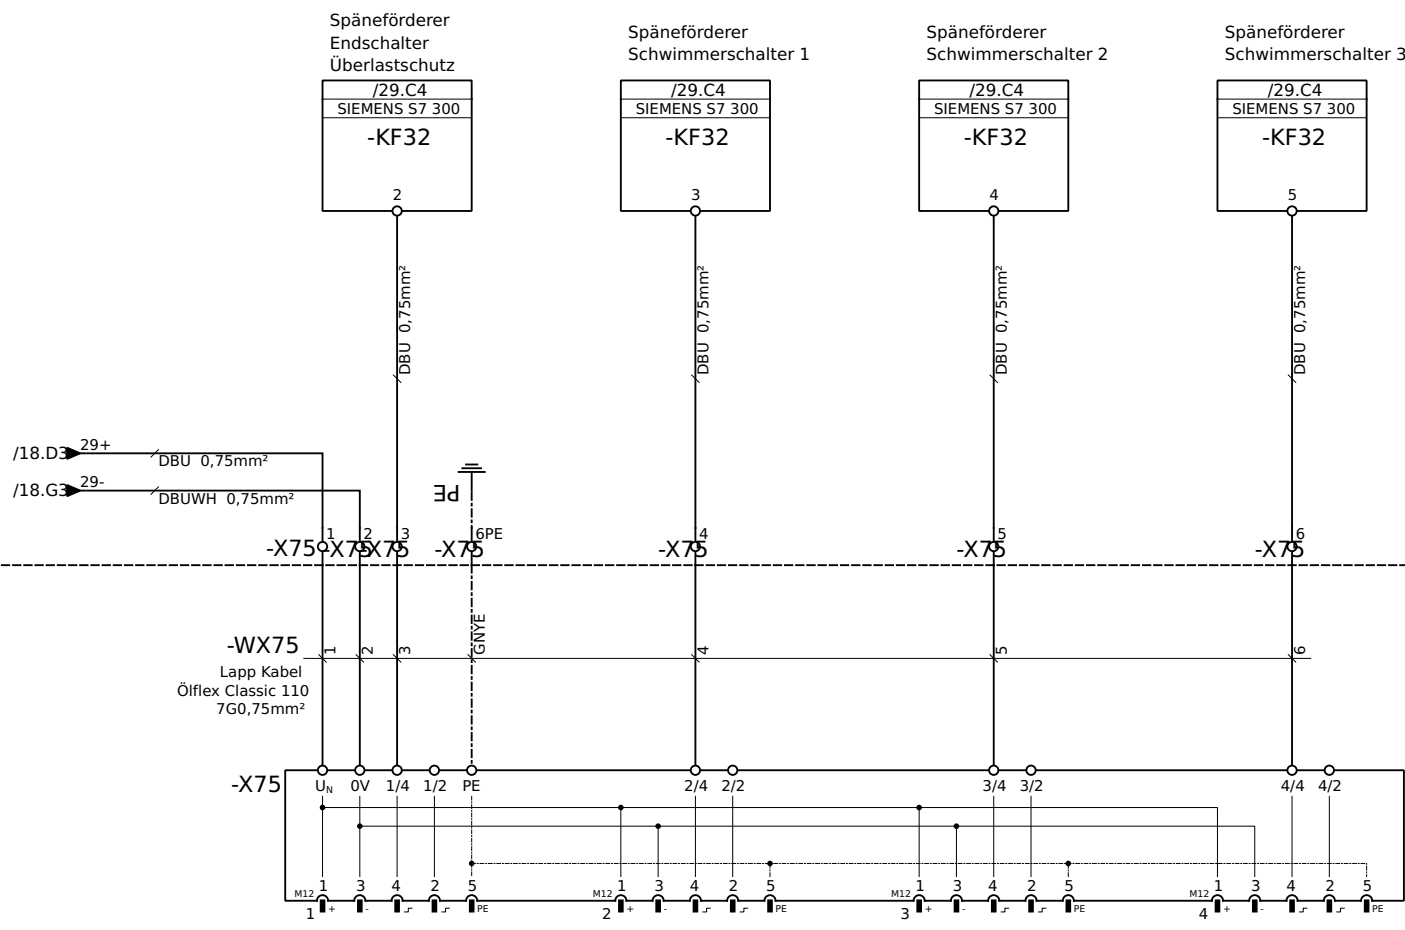 Späneförderer
Endschalter
Überlastschutz
Späneförderer
Schwimmerschalter 1
Späneförderer
Schwimmerschalter 2
Späneförderer
Schwimmerschalter 3
/29.C4 /29.C4 /29.C4 /29.C4
SIEMENS S7 300 SIEMENS S7 300 SIEMENS S7 300 SIEMENS S7 300
-KF32 -KF32 -KF32 -KF32
2 3 4 5
DBU 0,75mm² DBU 0,75mm² DBU 0,75mm² DBU 0,75mm²
/18.D3 29+ DBU 0,75mm²
/18.G3 29- DBUWH 0,75mm²
PE
1 2 3 6PE 4 5 6
-X75 -X75 -X75 -X75 -X75 -X75 -X75
GNYE
-WX75 1 2 3 4 5 6
Lapp Kabel
Ölflex Classic 110
7G0,75mm²
-X75 U_N 0V 1/4 1/2 PE 2/4 2/2 3/4 3/2 4/4 4/2
M12 1 3 4 2 5 M12 1 3 4 2 5 M12 1 3 4 2 5 M12 1 3 4 2 5
1 + - PE 2 + - PE 3 + - PE 4 + - PE